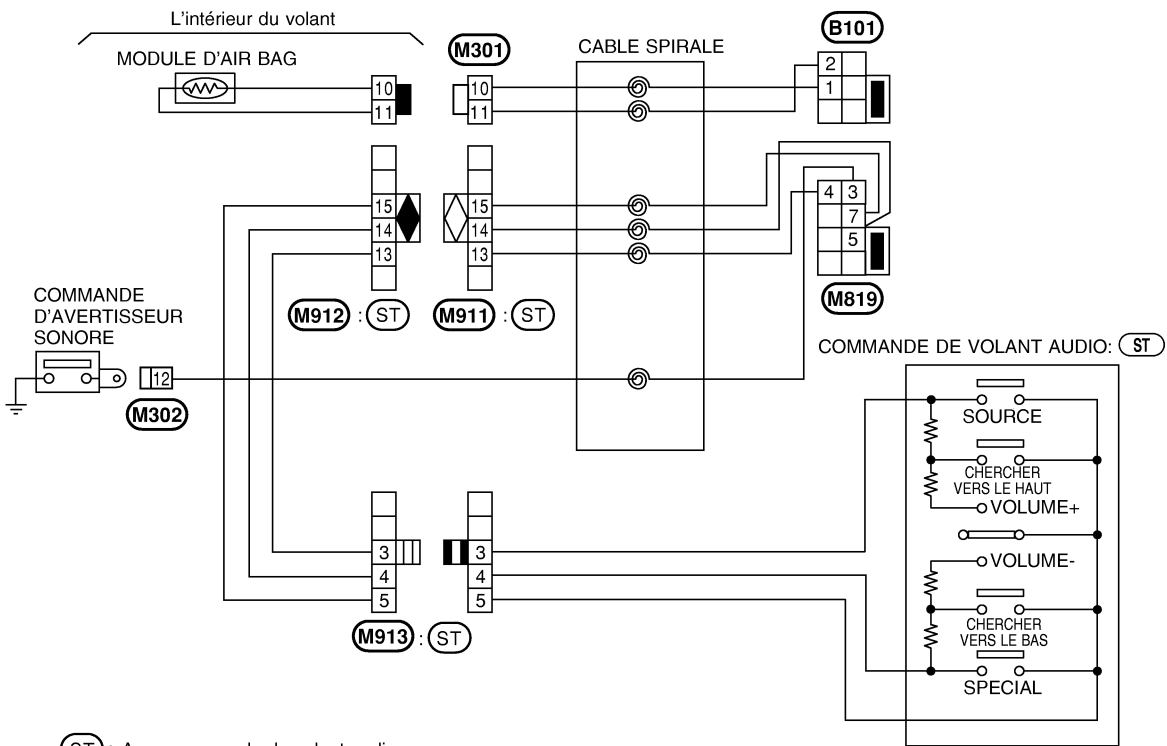 L'intérieur du volant
MODULE D'AIR BAG
M301
CABLE SPIRALE
B101
10
11
10
11
2
1
15
14
13
15
14
13
4 3
7
5
M912 : ST
M911 : ST
M819
COMMANDE
D'AVERTISSEUR
SONORE
12
M302
COMMANDE DE VOLANT AUDIO: ST
SOURCE
CHERCHER
VERS LE HAUT
VOLUME+
VOLUME-
CHERCHER
VERS LE BAS
SPECIAL
3
4
5
3
4
5
M913 : ST